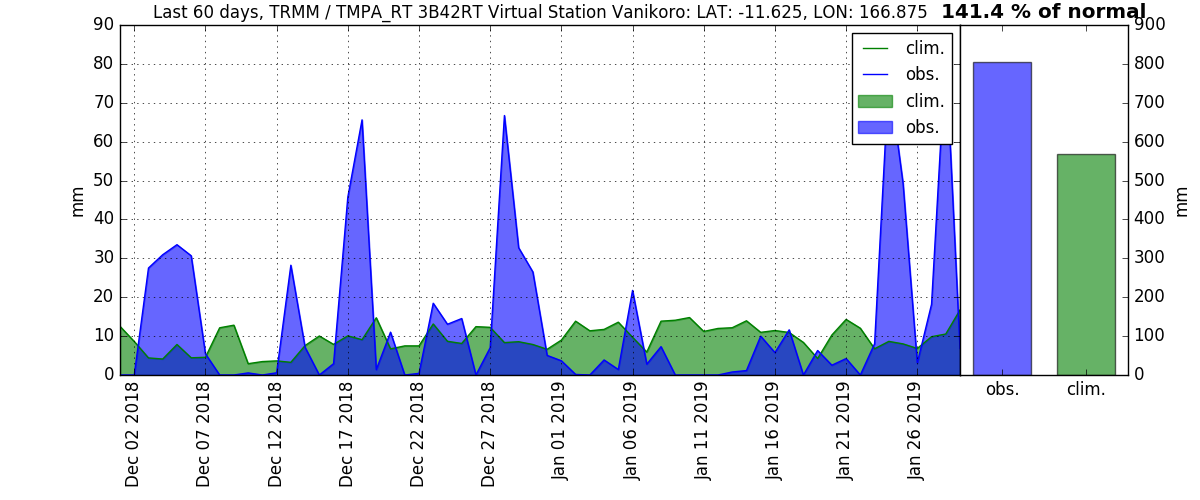 Last 60 days, TRMM / TMPA_RT 3B42RT Virtual Station Vanikoro: LAT: -11.625, LON: 166.875 141.4 % of normal
90
80
70
60
50
40
30
20
10
0
mm
Dec 02 2018
Dec 07 2018
Dec 12 2018
Dec 17 2018
Dec 22 2018
Dec 27 2018
Jan 01 2019
Jan 06 2019
Jan 11 2019
Jan 16 2019
Jan 21 2019
Jan 26 2019
clim.
obs.
clim.
obs.
900
800
700
600
500
400
300
200
100
0
mm
obs. clim.